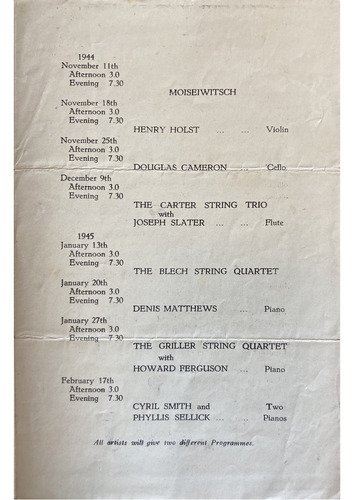 1944
November 11th
Afternoon 3.0
Evening 7.30
MOISEIWITSCH
November 18th
Afternoon 3.0
Evening 7.30
HENRY HOLST ... ... Violin
November 25th
Afternoon 3.0
Evening 7.30
DOUGLAS CAMERON ... 'Cello
December 9th
Afternoon 3.0
Evening 7.30
THE CARTER STRING TRIO
with
JOSEPH SLATER ... ... Flute
1945
January 13th
Afternoon 3.0
Evening 7.30
THE BLECH STRING QUARTET
January 20th
Afternoon 3.0
Evening 7.30
DENIS MATTHEWS ... Piano
January 27th
Afternoon 3.0
Evening 7.30
THE GRILLER STRING QUARTET
with
HOWARD FERGUSON ... Piano
February 17th
Afternoon 3.0
Evening 7.30
CYRIL SMITH and Two
PHYLLIS SELLICK ... ... Pianos
All artists will give two different Programmes.